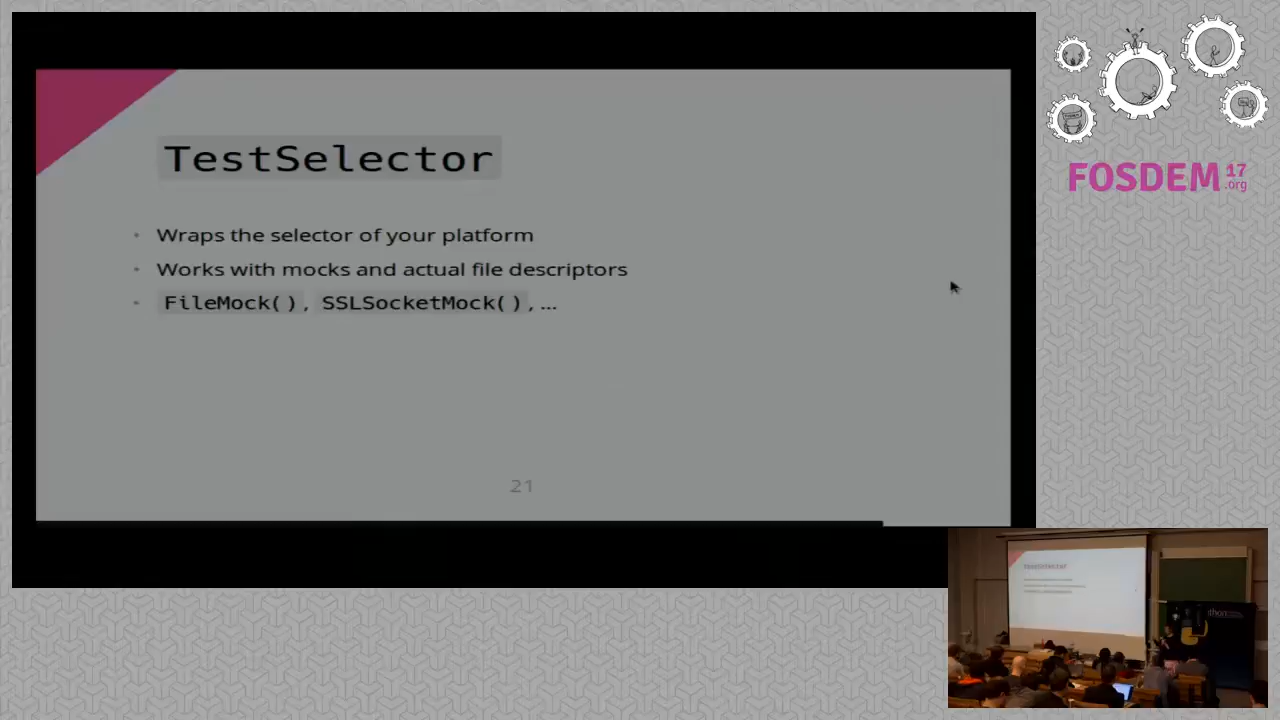 TestSelector
• Wraps the selector of your platform
• Works with mocks and actual file descriptors
• FileMock(), SSLSocketMock(), ...
21
FOSDEM 17
.org
TestSelector